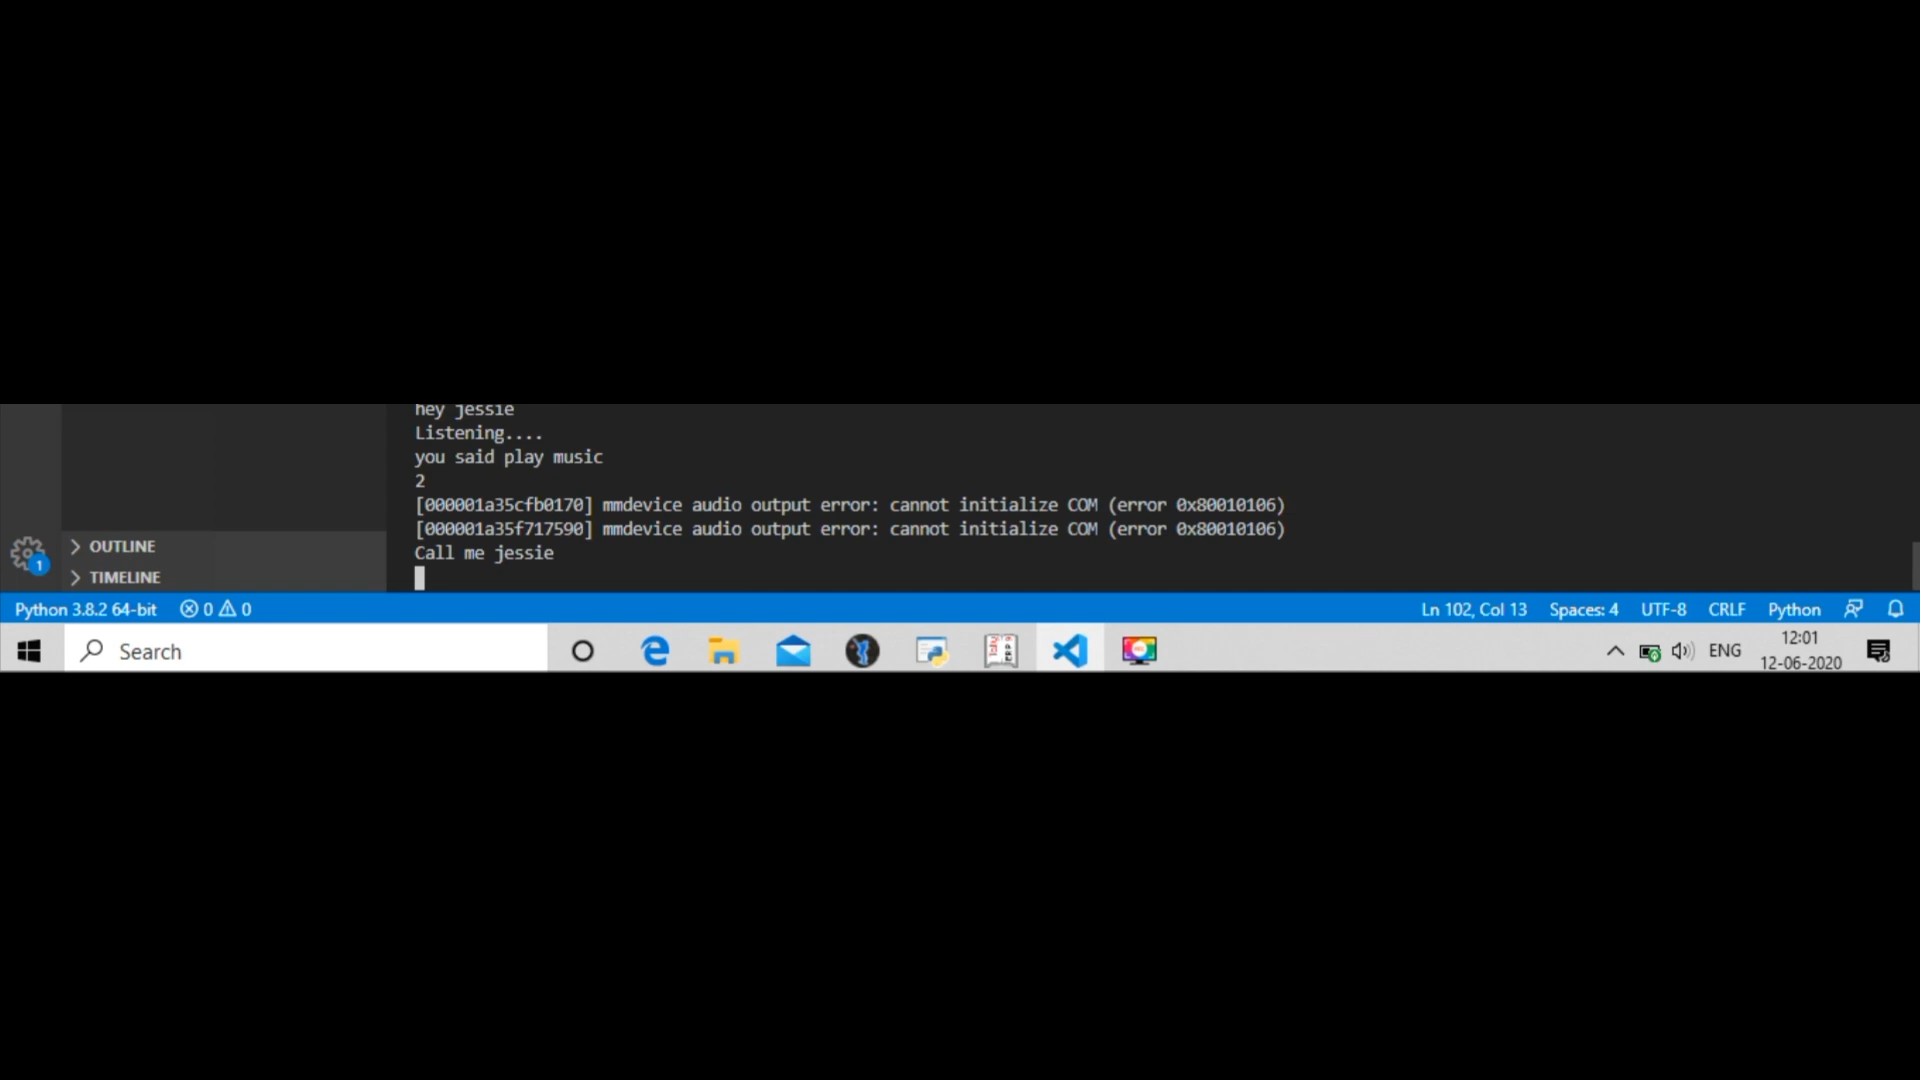 hey jessie
Listening....
you said play music
2
[000001a35cfb0170] mmdevice audio output error: cannot initialize COM (error 0x80010106)
[000001a35f717590] mmdevice audio output error: cannot initialize COM (error 0x80010106)
Call me jessie
OUTLINE
TIMELINE
1
Python 3.8.2 64-bit 0 0 Ln 102, Col 13 Spaces: 4 UTF-8 CRLF Python
Search ENG 12:01
12-06-2020